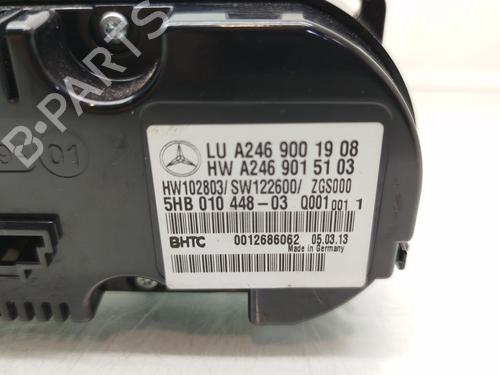 LU A246 900 19 08
HW A246 901 51 03
HW102803/SW122600/ ZGS000
5HB 010 448-03 Q001 001 1
BHTC 0012686062 05.03.13
Made in Germany
01
B-PARTS